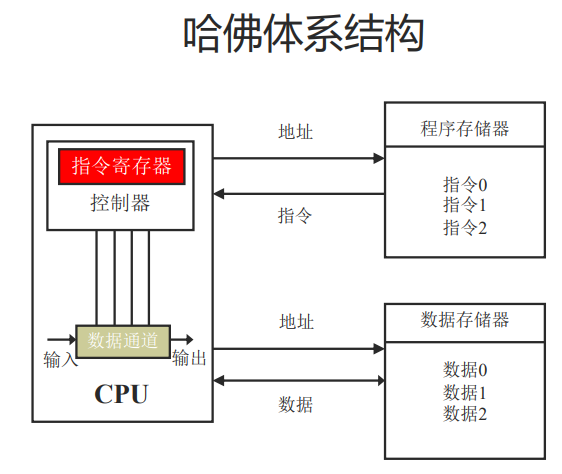 哈佛体系结构
指令寄存器
控制器
数据通道
输入
输出
CPU
地址
指令
地址
数据
程序存储器
指令0
指令1
指令2
数据存储器
数据0
数据1
数据2